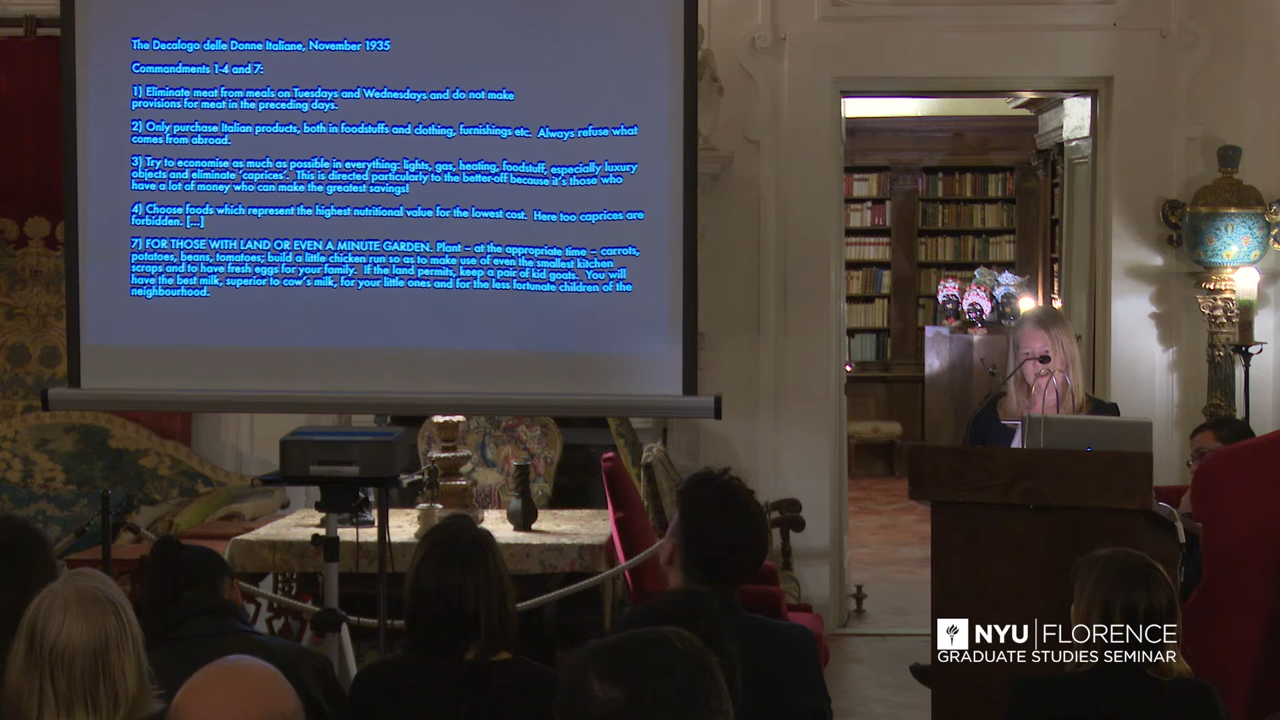 The Decalogo delle Donne Italiane, November 1935
Commandments 1-4 and 7:
1) Eliminate meat from meals on Tuesdays and Wednesdays and do not make
provisions for meat in the preceding days.
2) Only purchase Italian products, both in foodstuffs and clothing, furnishings etc.  Always refuse what
comes from abroad.
3) Try to economise as much as possible in everything: lights, gas, heating, foodstuff, especially luxury
objects and eliminate ‘caprices’.  This is directed particularly to the better-off because it’s those who
have a lot of money who can make the greatest savings!
4) Choose foods which represent the highest nutritional value for the lowest cost.  Here too caprices are
forbidden. [...]
7) FOR THOSE WITH LAND OR EVEN A MINUTE GARDEN. Plant – at the appropriate time – carrots,
potatoes, beans, tomatoes; build a little chicken run so as to make use of even the smallest kitchen
scraps and to have fresh eggs for your family.  If the land permits, keep a pair of kid goats.  You will
have the best milk, superior to cow’s milk, for your little ones and for the less fortunate children of the
neighbourhood.
NYU FLORENCE
GRADUATE STUDIES SEMINAR